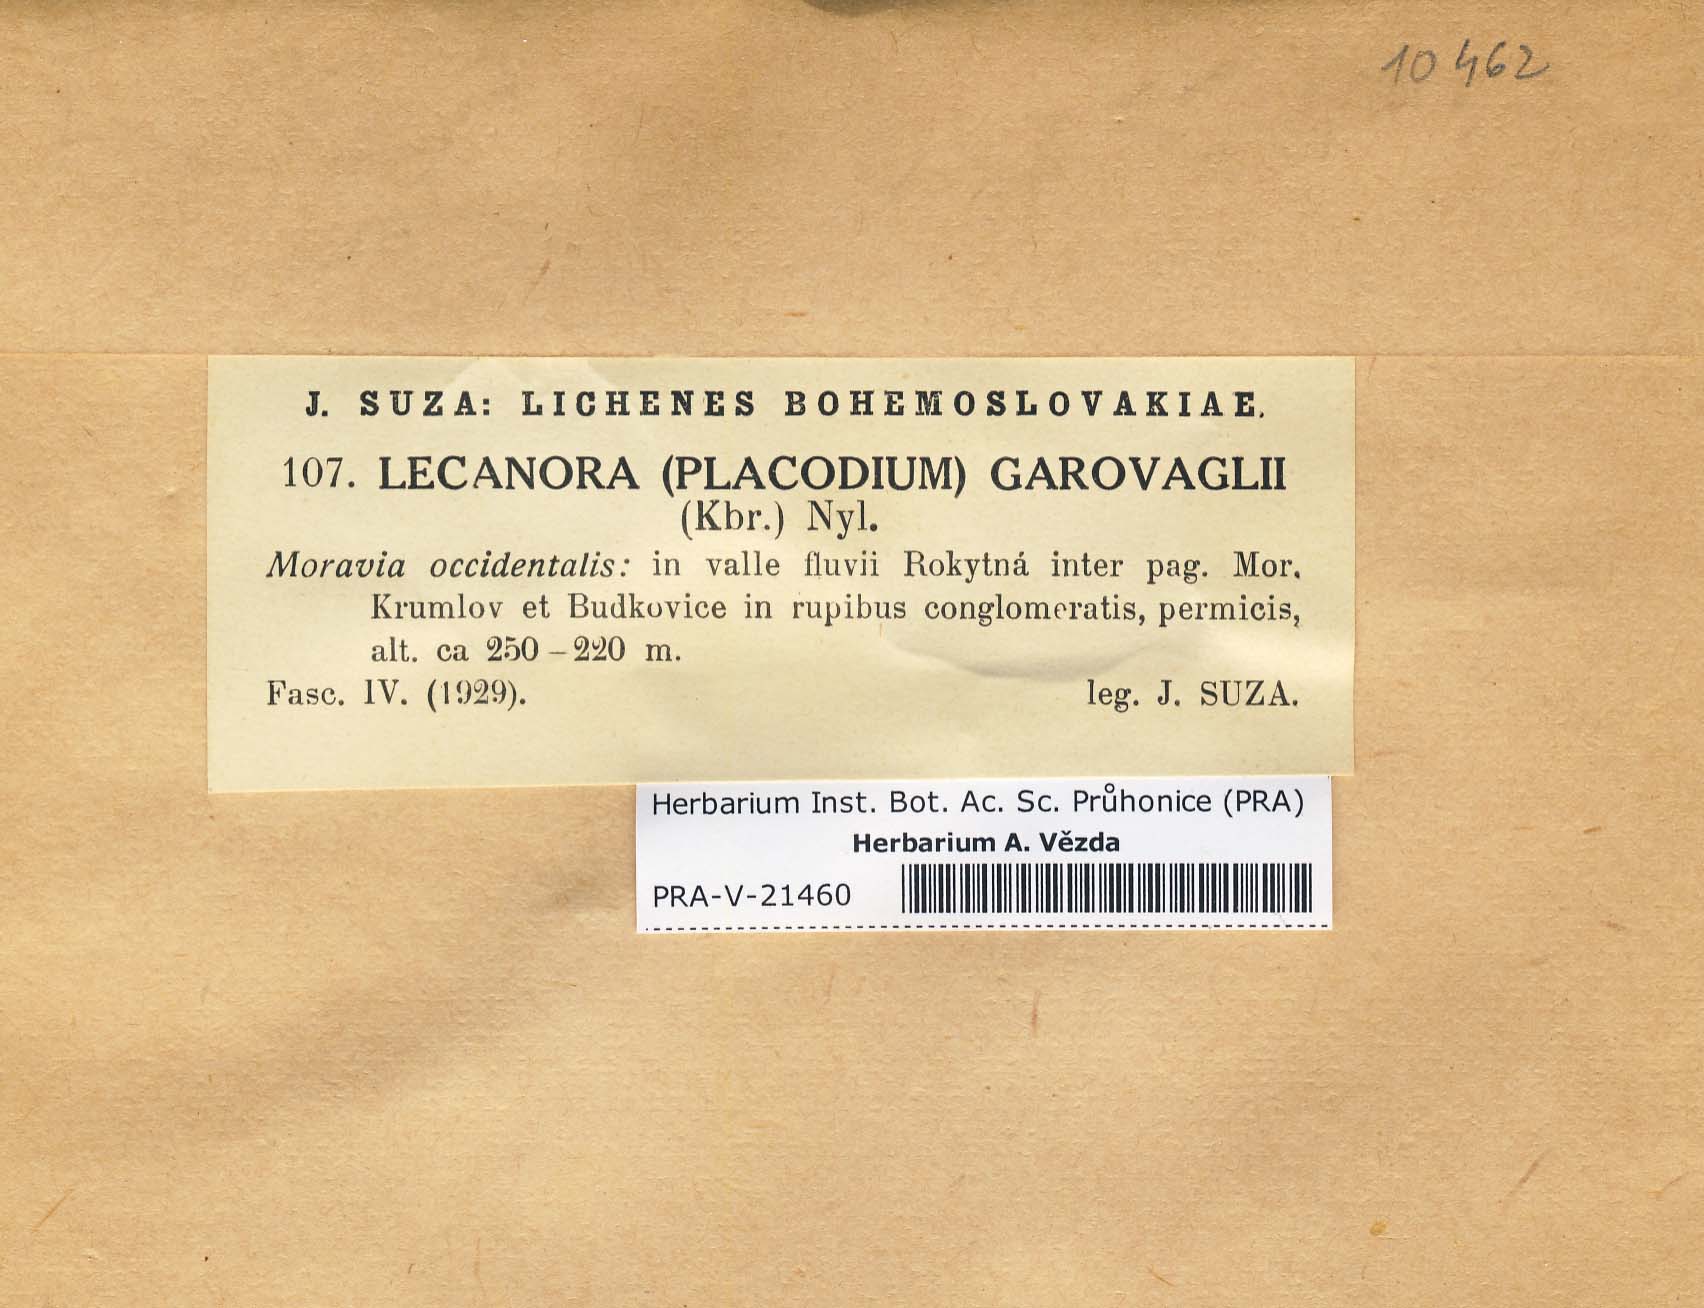 10462
J. SUZA: LICHENES BOHEMOSLOVAKIAE.
107. LECANORA (PLACODIUM) GAROVAGLII
(Kbr.) Nyl.
Moravia occidentalis: in valle fluvii Rokytná inter pag. Mor.
Krumlov et Budkovice in rupibus conglomeratis, permicis,
alt. ca 250 – 220 m.
Fasc. IV. (1929). leg. J. SUZA.
Herbarium Inst. Bot. Ac. Sc. Průhonice (PRA)
Herbarium A. Vězda
PRA-V-21460